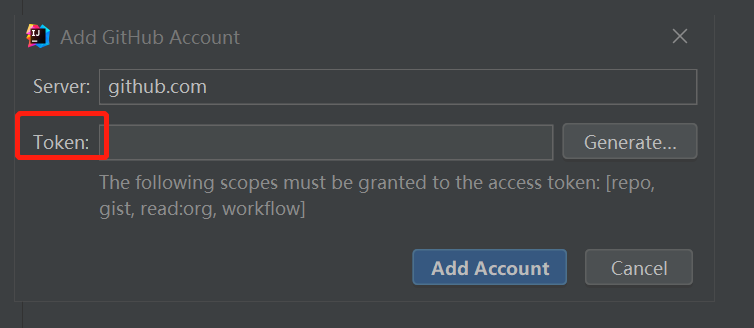 IJ
Add GitHub Account
Server: github.com
Token: Generate...
The following scopes must be granted to the access token: [repo,
gist, read:org, workflow]
Add Account Cancel